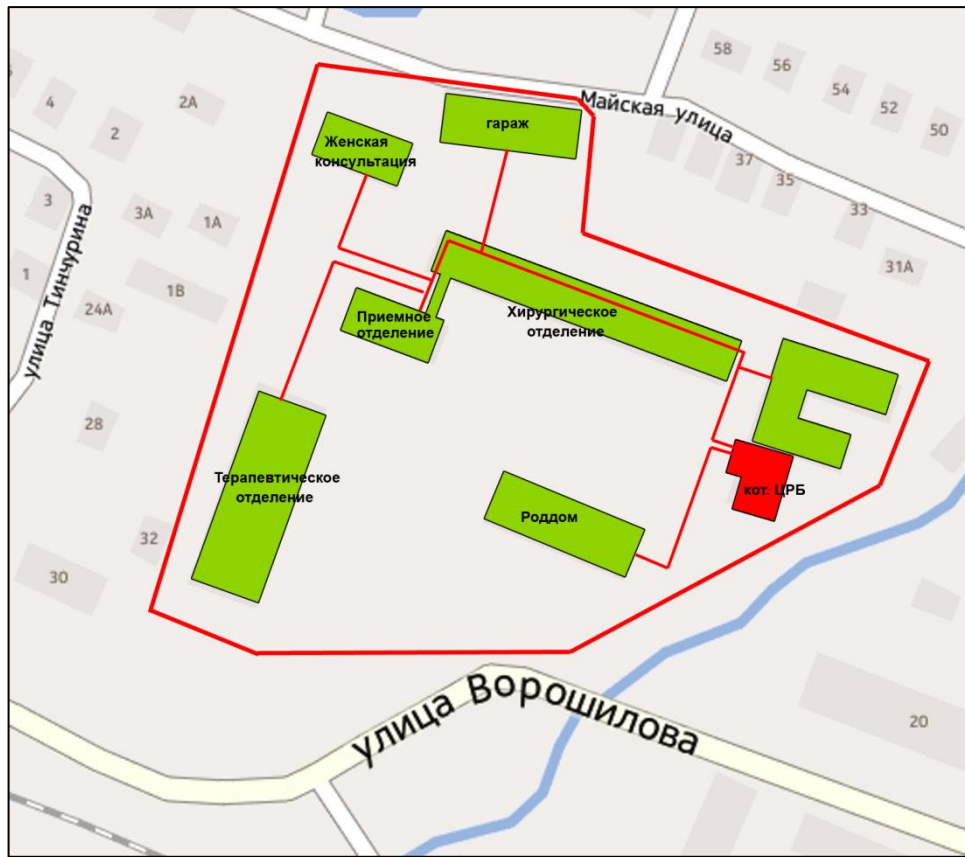 58
56
54
52
50
Майская улица
4
2А
2
Женская
консультация
гараж
37
35
33
31А
3
3А
1А
1
1В
24А
улица Тинчурина
Приемное
отделение
Хирургическое
отделение
28
Терапевтическое
отделение
кот. ЦРБ
Роддом
32
30
улица Ворошилова
20